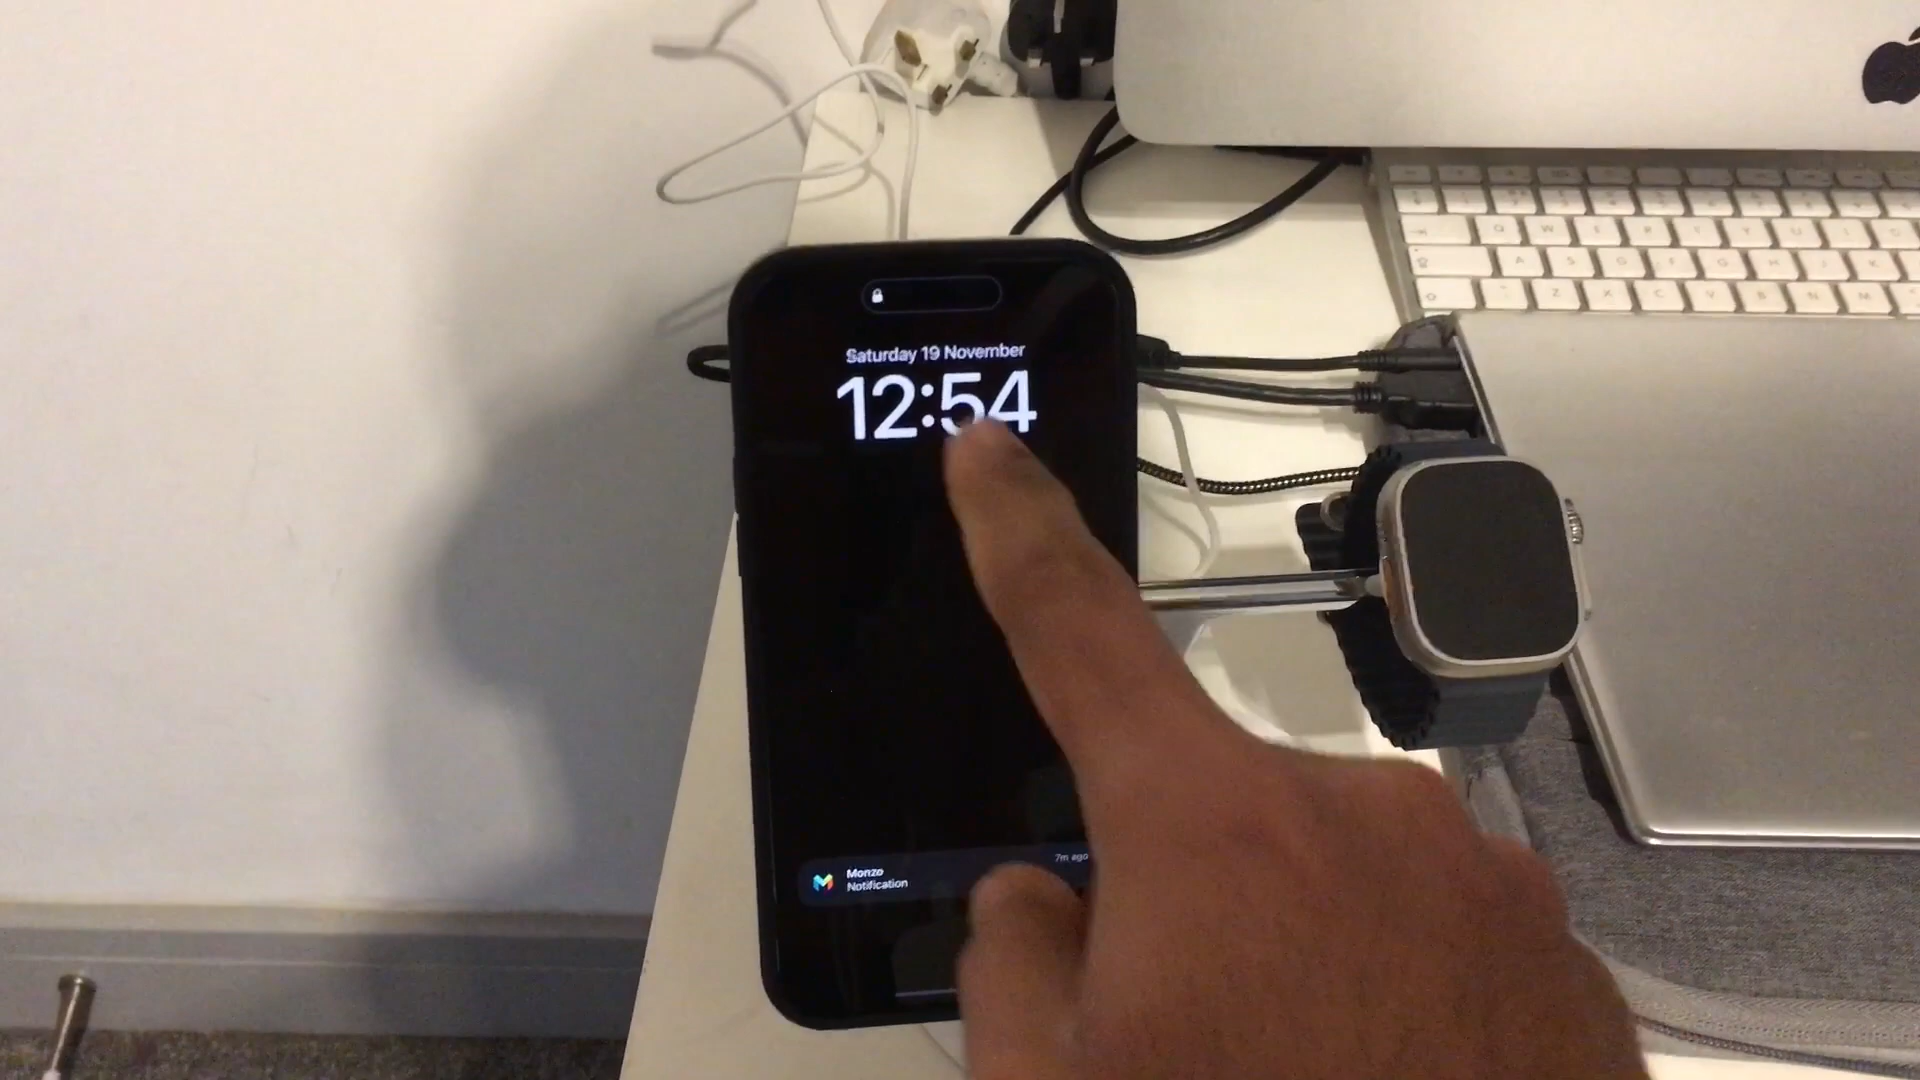 Saturday 19 November
12:54
Monzo
7m ago
Notification
Q W E R T Y U
A S D F G H J K
Z X C V B N M